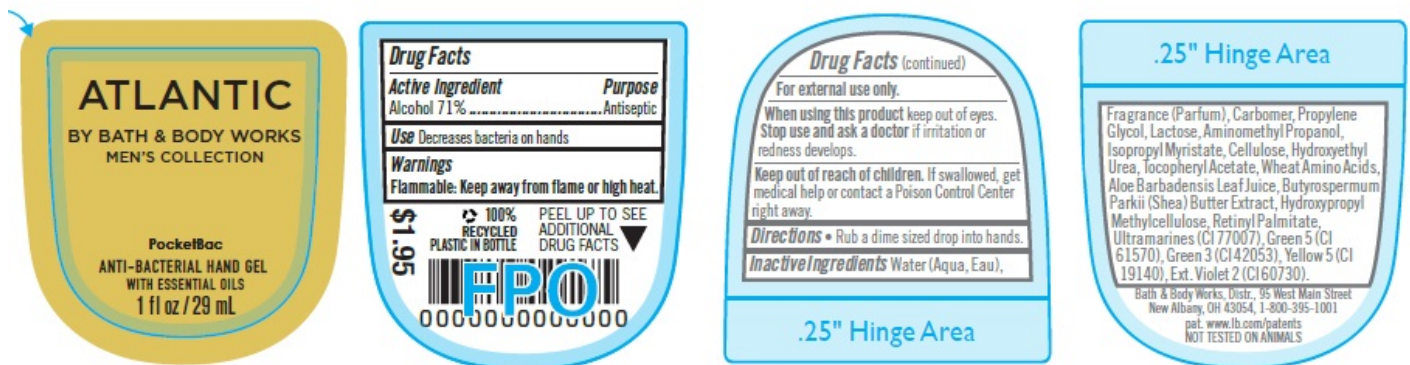 ATLANTIC
BY BATH & BODY WORKS
MEN'S COLLECTION
PocketBac
ANTI-BACTERIAL HAND GEL
WITH ESSENTIAL OILS
1 fl oz / 29 mL
Drug Facts
Active Ingredient Purpose
Alcohol 71% ........................................ Antiseptic
Use Decreases bacteria on hands
Warnings
Flammable: Keep away from flame or high heat.
$1.95
100%
RECYCLED
PLASTIC IN BOTTLE
PEEL UP TO SEE
ADDITIONAL
DRUG FACTS
FPO
000000000000
Drug Facts (continued)
For external use only.
When using this product keep out of eyes.
Stop use and ask a doctor if irritation or
redness develops.
Keep out of reach of children. If swallowed, get
medical help or contact a Poison Control Center
right away.
Directions • Rub a dime sized drop into hands.
Inactive Ingredients Water (Aqua, Eau),
.25" Hinge Area
.25" Hinge Area
Fragrance (Parfum), Carbomer, Propylene
Glycol, Lactose, Aminomethyl Propanol,
Isopropyl Myristate, Cellulose, Hydroxyethyl
Urea, Tocopheryl Acetate, Wheat Amino Acids,
Aloe Barbadensis Leaf Juice, Butyrospermum
Parkii (Shea) Butter Extract, Hydroxypropyl
Methylcellulose, Retinyl Palmitate,
Ultramarines (CI 77007), Green 5 (CI
61570), Green 3 (CI 42053), Yellow 5 (CI
19140), Ext. Violet 2 (CI 60730).
Bath & Body Works, Distr., 95 West Main Street
New Albany, OH 43054, 1-800-395-1001
pat. www.lb.com/patents
NOT TESTED ON ANIMALS